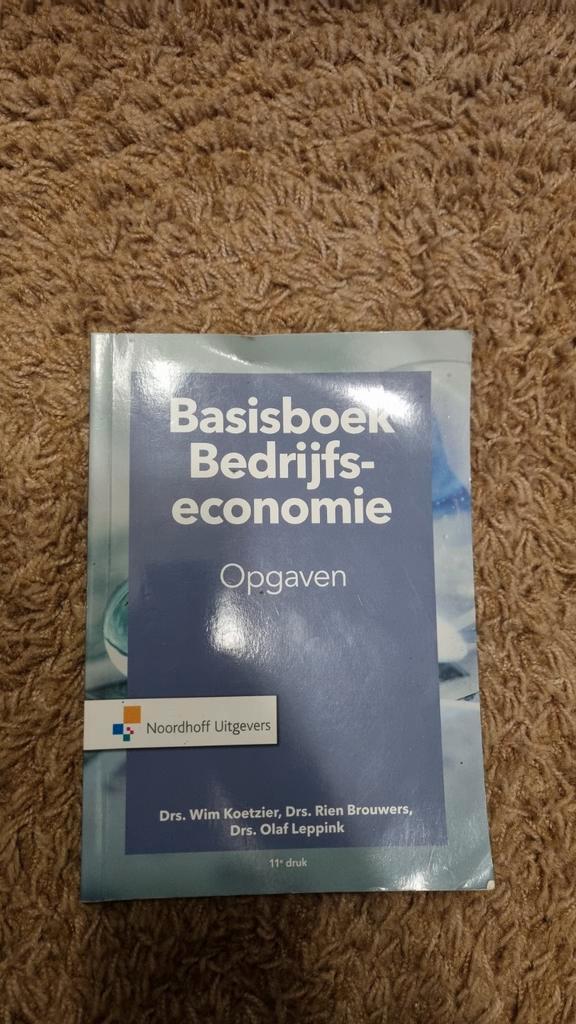 Basisboek
Bedrijfs-
economie
Opgaven
Noordhoff Uitgevers
Drs. Wim Koetzier, Drs. Rien Brouwers,
Drs. Olaf Leppink
11e druk